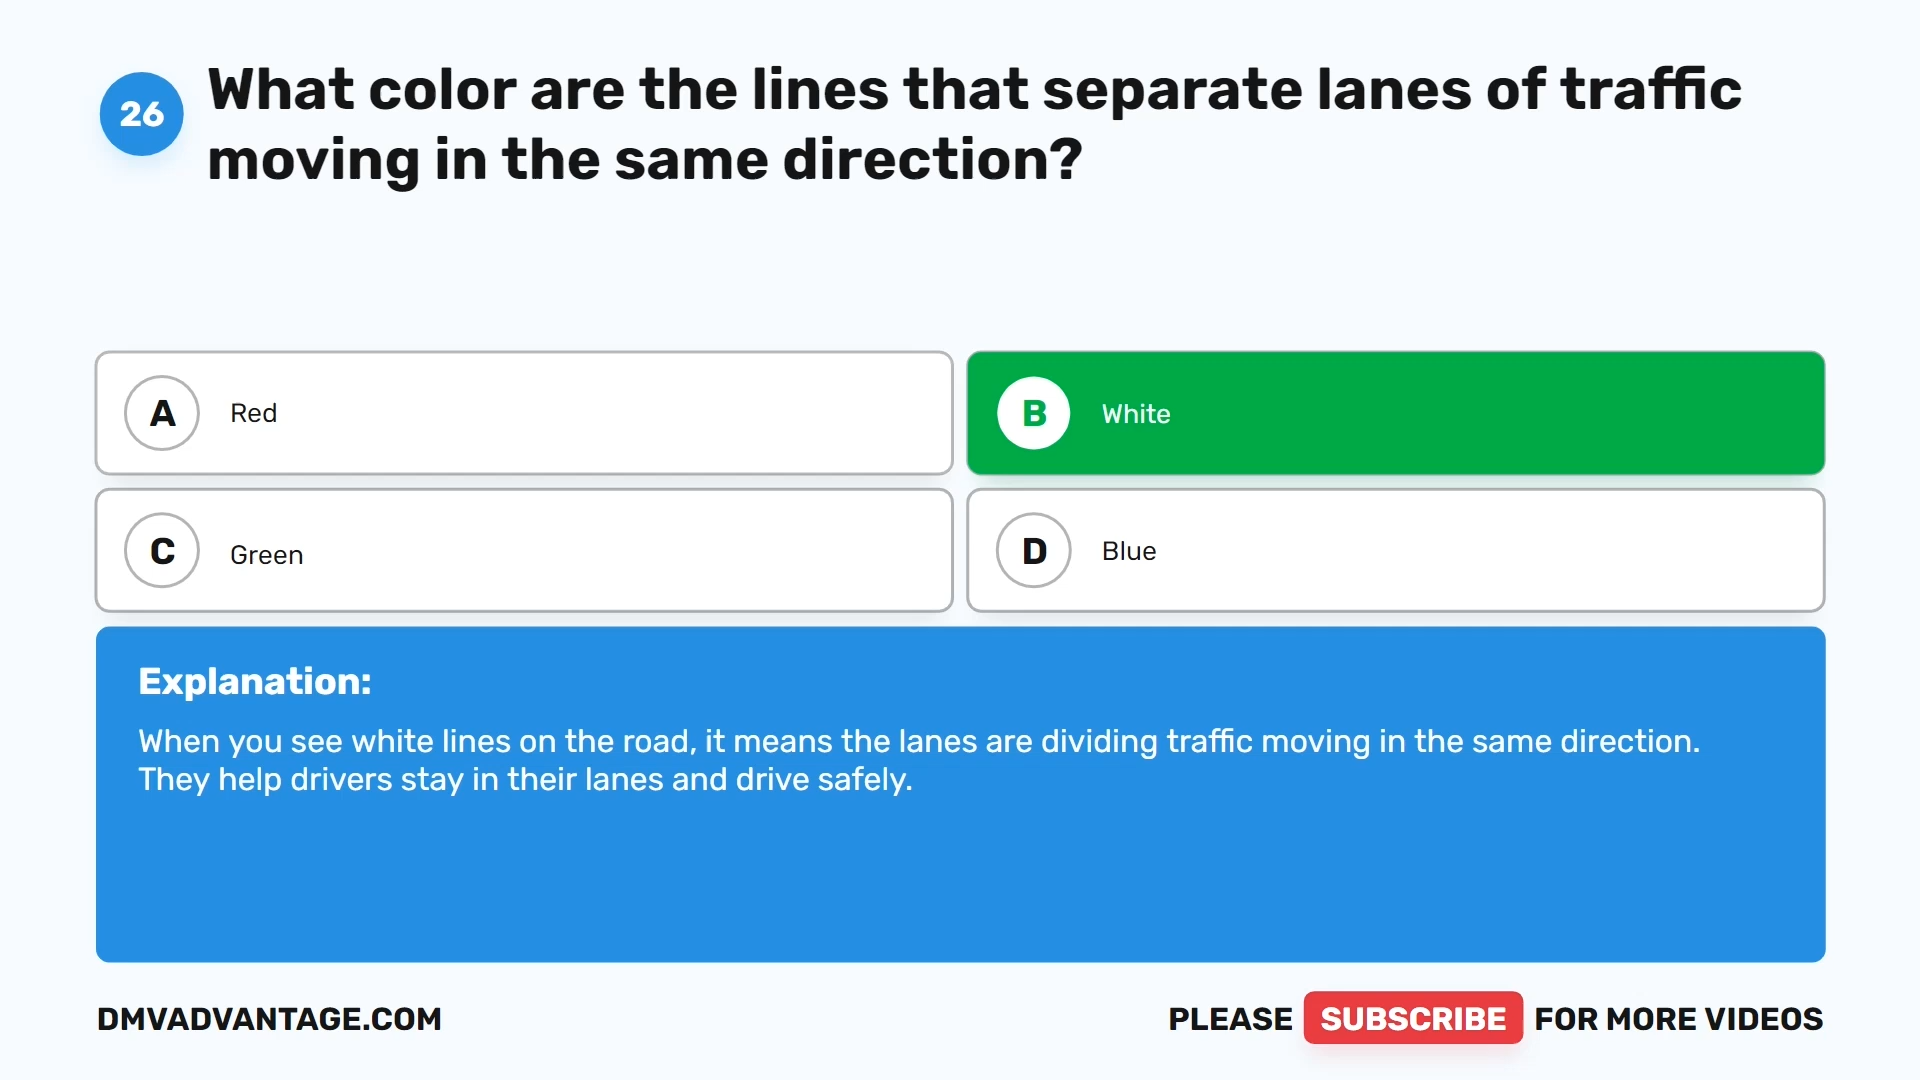 26
What color are the lines that separate lanes of traffic
moving in the same direction?
A Red
B White
C Green
D Blue
Explanation:
When you see white lines on the road, it means the lanes are dividing traffic moving in the same direction.
They help drivers stay in their lanes and drive safely.
DMVADVANTAGE.COM
PLEASE SUBSCRIBE FOR MORE VIDEOS